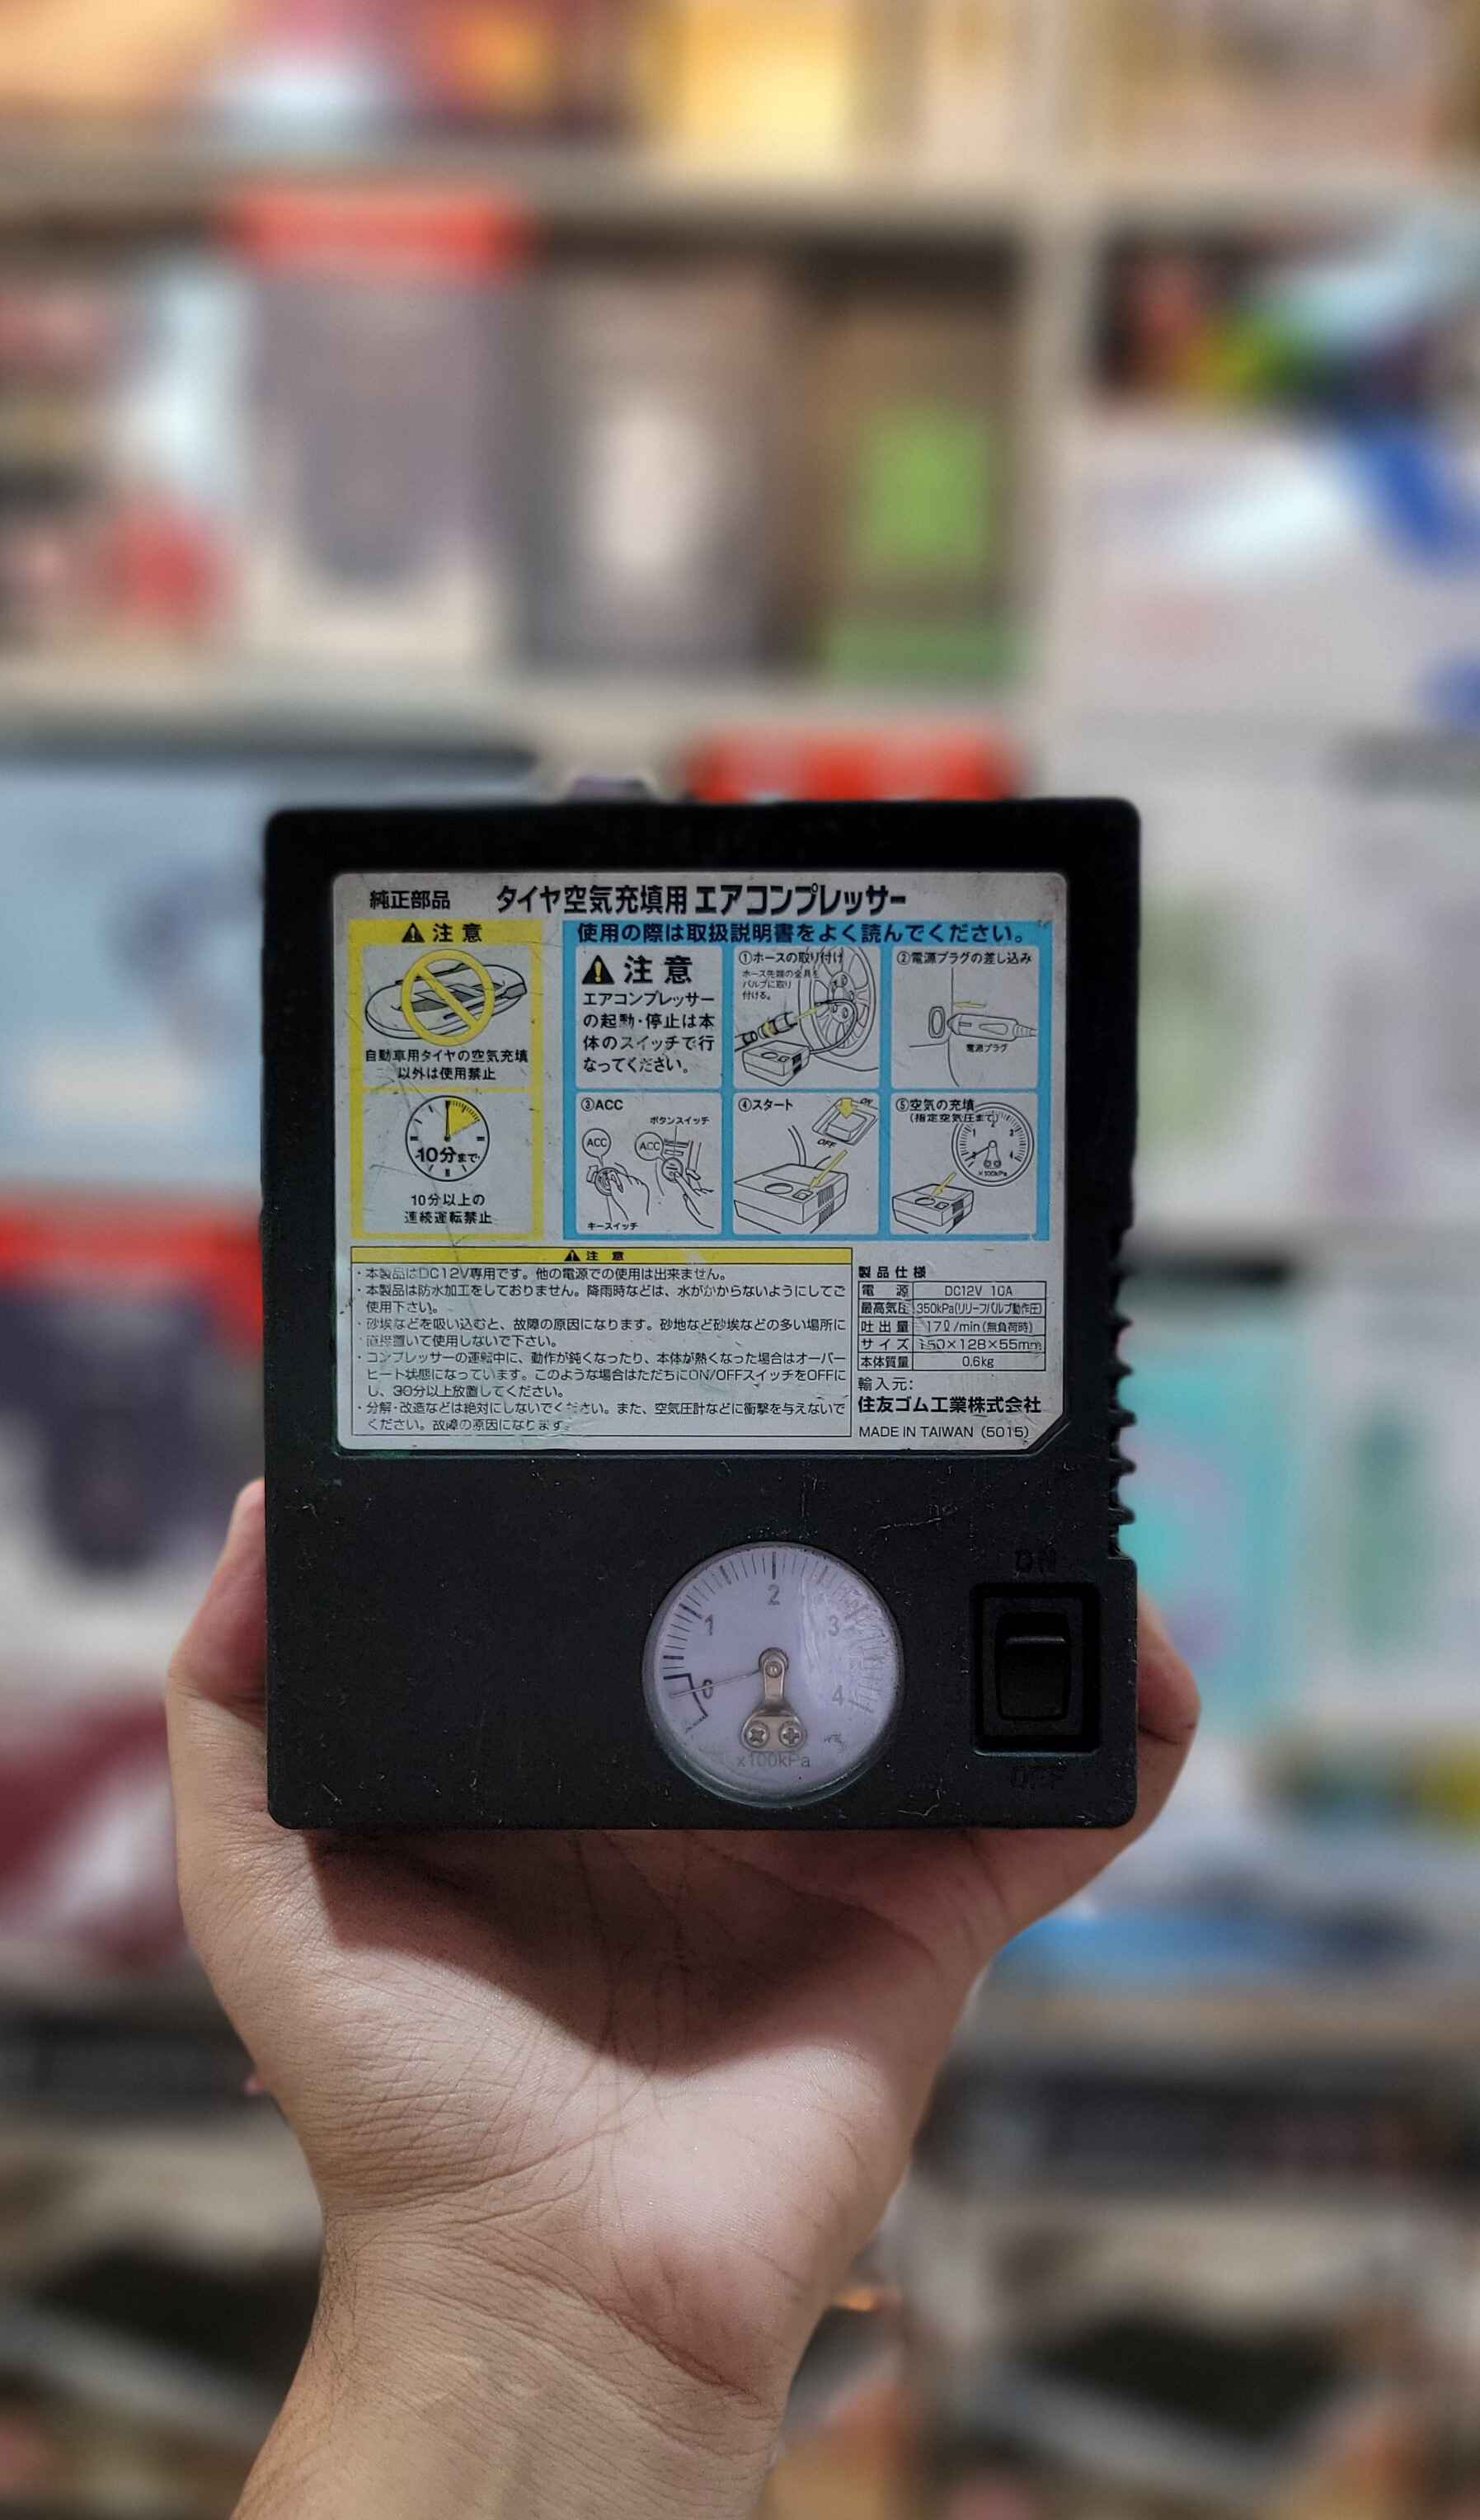 純正部品 タイヤ空気充填用エアコンプレッサー
注意
自動車用タイヤの空気充填
以外は使用禁止
10分まで
10分以上の
連続運転禁止
使用の際は取扱説明書をよく読んでください。
注意
エアコンプレッサー
の起動・停止は本
体のスイッチで行
なってください。
①ホースの取り付け
ホース先端の金具を
バルブに取り
付ける。
②電源プラグの差し込み
電源プラグ
③ACC
ボタンスイッチ
ACC
ACC
キースイッチ
④スタート
ON
OFF
⑤空気の充填
(指定空気圧まで)
1
2
3
4
×100kPa
注意
・本製品はDC12V専用です。他の電源での使用は出来ません。
・本製品は防水加工をしておりません。降雨時などは、水がかからないようにしてご
使用下さい。
・砂埃などを吸い込むと、故障の原因になります。砂地など砂埃などの多い場所に
直接置いて使用しないで下さい。
・コンプレッサーの運転中に、動作が鈍くなったり、本体が熱くなった場合はオーバー
ヒート状態になっています。このような場合はただちにON/OFFスイッチをOFFに
し、30分以上放置してください。
・分解・改造などは絶対にしないでください。また、空気圧計などに衝撃を与えないで
ください。故障の原因になります。
製品仕様
電源 DC12V 10A
最高気圧 350kPa(リリーフバルブ動作圧)
吐出量 17ℓ/min(無負荷時)
サイズ 150×128×55mm
本体質量 0.6kg
輸入元:
住友ゴム工業株式会社
MADE IN TAIWAN (5015)
0
1
2
3
4
x100kPa
ON
OFF